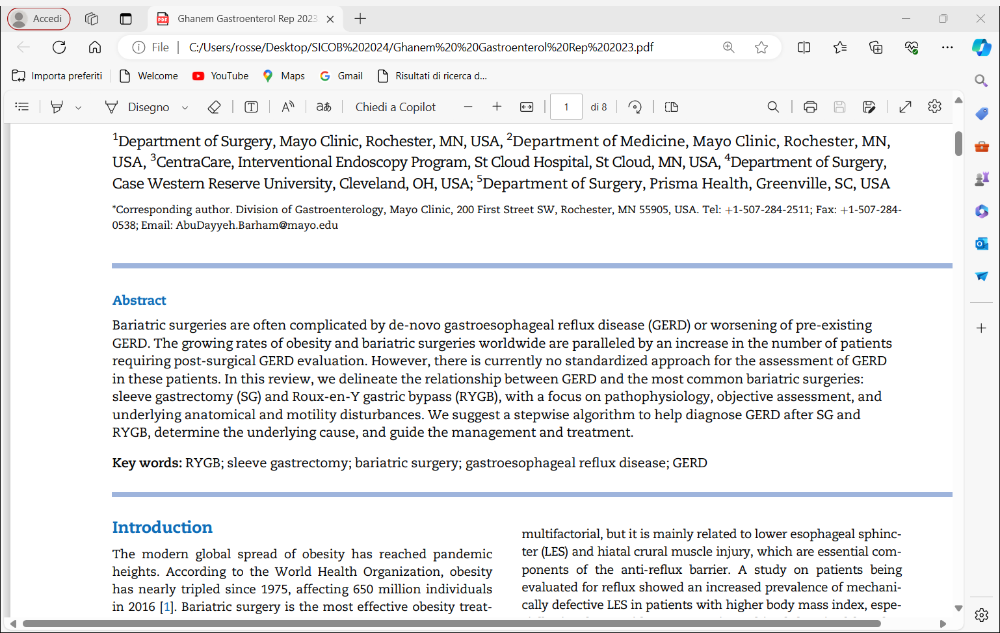 Accedi
Ghanem Gastroenterol Rep 2023
File
C:/Users/rosse/Desktop/SICOB%202024/Ghanem%20%20Gastroenterol%20Rep%202023.pdf
Importa preferiti Welcome YouTube Maps Gmail Risultati di ricerca d...
Disegno Chiedi a Copilot 1 di 8
1Department of Surgery, Mayo Clinic, Rochester, MN, USA, 2Department of Medicine, Mayo Clinic, Rochester, MN,
USA, 3CentraCare, Interventional Endoscopy Program, St Cloud Hospital, St Cloud, MN, USA, 4Department of Surgery,
Case Western Reserve University, Cleveland, OH, USA; 5Department of Surgery, Prisma Health, Greenville, SC, USA
*Corresponding author. Division of Gastroenterology, Mayo Clinic, 200 First Street SW, Rochester, MN 55905, USA. Tel: +1-507-284-2511; Fax: +1-507-284-
0538; Email: AbuDayyeh.Barham@mayo.edu
Abstract
Bariatric surgeries are often complicated by de-novo gastroesophageal reflux disease (GERD) or worsening of pre-existing
GERD. The growing rates of obesity and bariatric surgeries worldwide are paralleled by an increase in the number of patients
requiring post-surgical GERD evaluation. However, there is currently no standardized approach for the assessment of GERD
in these patients. In this review, we delineate the relationship between GERD and the most common bariatric surgeries:
sleeve gastrectomy (SG) and Roux-en-Y gastric bypass (RYGB), with a focus on pathophysiology, objective assessment, and
underlying anatomical and motility disturbances. We suggest a stepwise algorithm to help diagnose GERD after SG and
RYGB, determine the underlying cause, and guide the management and treatment.
Key words: RYGB; sleeve gastrectomy; bariatric surgery; gastroesophageal reflux disease; GERD
Introduction
The modern global spread of obesity has reached pandemic
heights. According to the World Health Organization, obesity
has nearly tripled since 1975, affecting 650 million individuals
in 2016 [1]. Bariatric surgery is the most effective obesity treat-
multifactorial, but it is mainly related to lower esophageal sphinc-
ter (LES) and hiatal crural muscle injury, which are essential com-
ponents of the anti-reflux barrier. A study on patients being
evaluated for reflux showed an increased prevalence of mechani-
cally defective LES in patients with higher body mass index, espe-